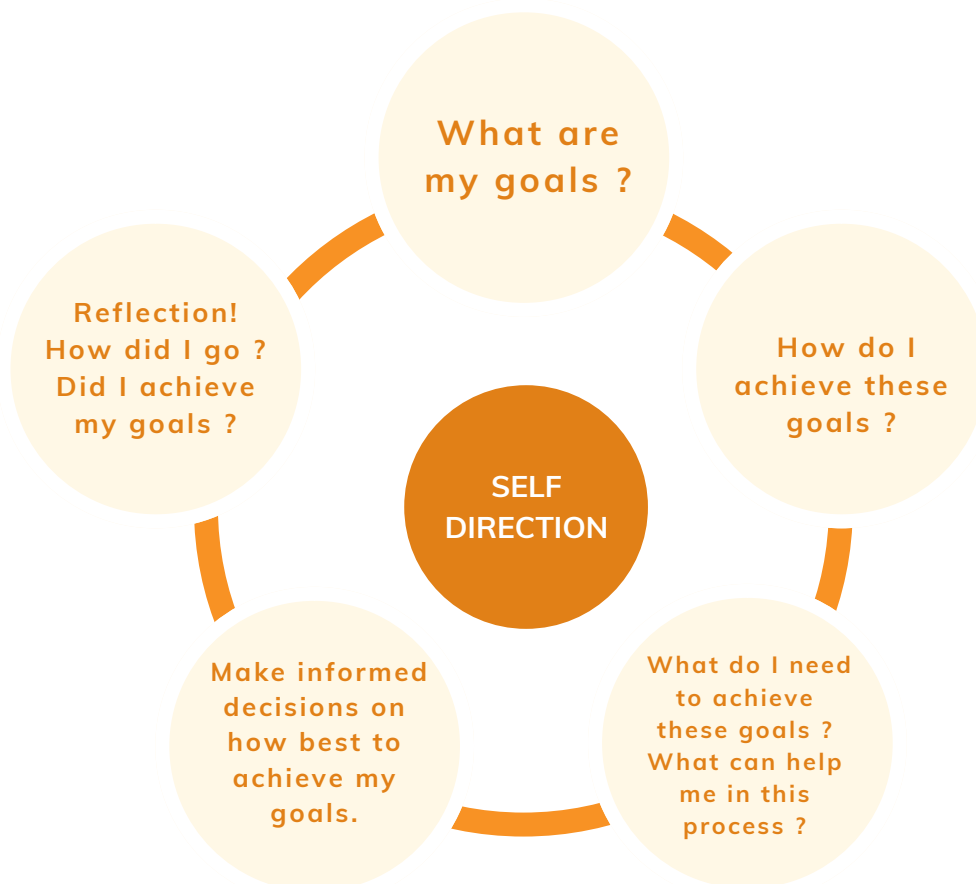 What are
my goals ?
How do I
achieve these
goals ?
What do I need
to achieve
these goals ?
What can help
me in this
process ?
Make informed
decisions on
how best to
achieve my
goals.
Reflection!
How did I go ?
Did I achieve
my goals ?
SELF
DIRECTION